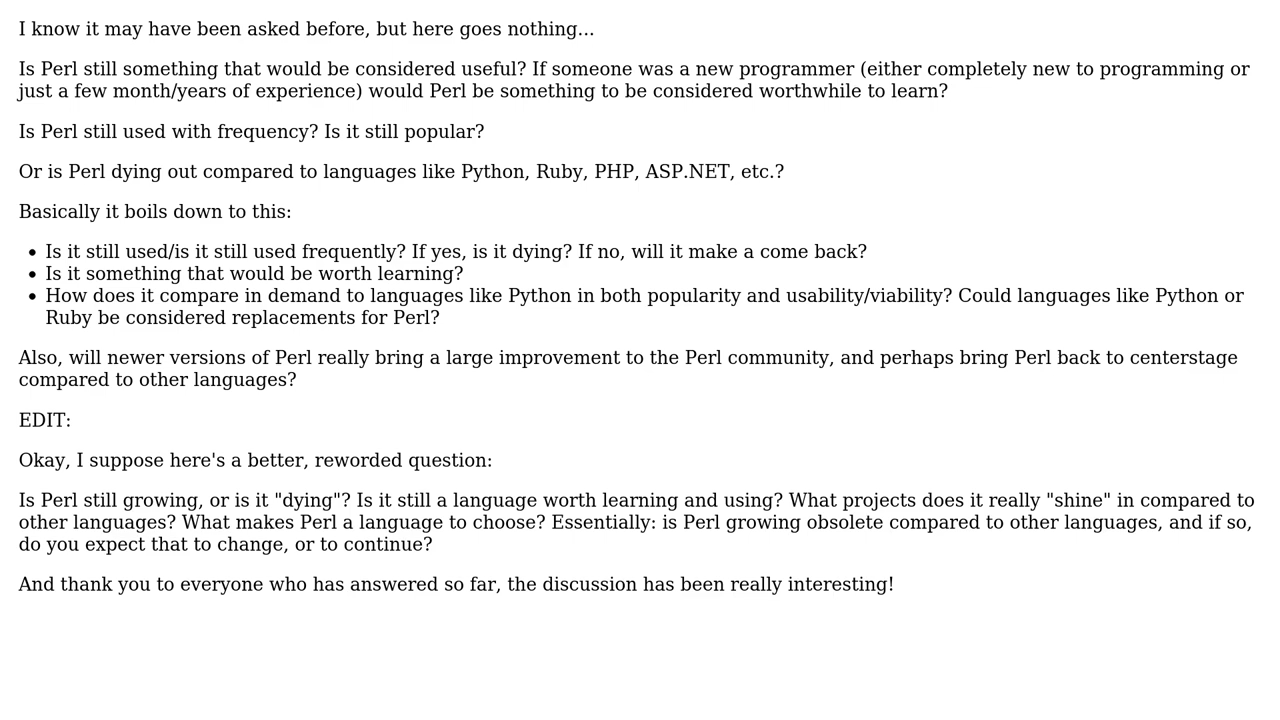 I know it may have been asked before, but here goes nothing...
Is Perl still something that would be considered useful? If someone was a new programmer (either completely new to programming or
just a few month/years of experience) would Perl be something to be considered worthwhile to learn?
Is Perl still used with frequency? Is it still popular?
Or is Perl dying out compared to languages like Python, Ruby, PHP, ASP.NET, etc.?
Basically it boils down to this:
• Is it still used/is it still used frequently? If yes, is it dying? If no, will it make a come back?
• Is it something that would be worth learning?
• How does it compare in demand to languages like Python in both popularity and usability/viability? Could languages like Python or
Ruby be considered replacements for Perl?
Also, will newer versions of Perl really bring a large improvement to the Perl community, and perhaps bring Perl back to centerstage
compared to other languages?
EDIT:
Okay, I suppose here's a better, reworded question:
Is Perl still growing, or is it "dying"? Is it still a language worth learning and using? What projects does it really "shine" in compared to
other languages? What makes Perl a language to choose? Essentially: is Perl growing obsolete compared to other languages, and if so,
do you expect that to change, or to continue?
And thank you to everyone who has answered so far, the discussion has been really interesting!